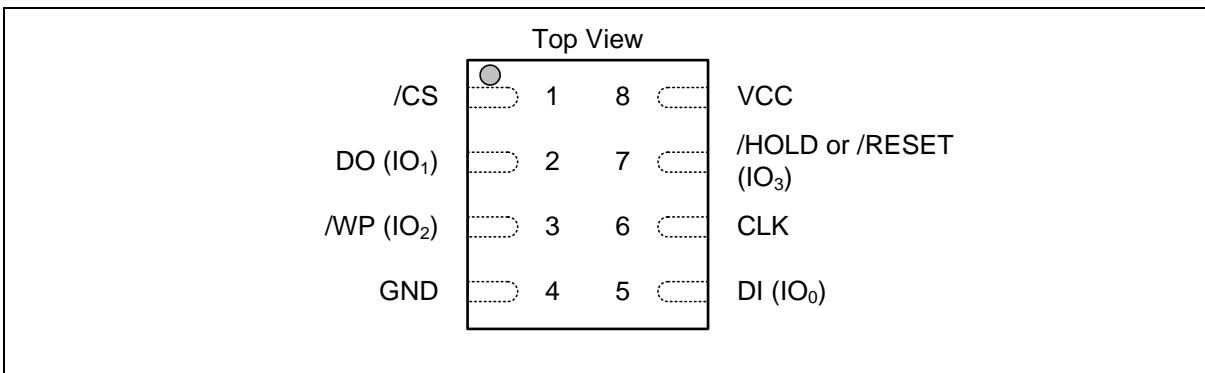 Top View
/CS 1 8 VCC
DO (IO₁) 2 7 /HOLD or /RESET
(IO₃)
/WP (IO₂) 3 6 CLK
GND 4 5 DI (IO₀)